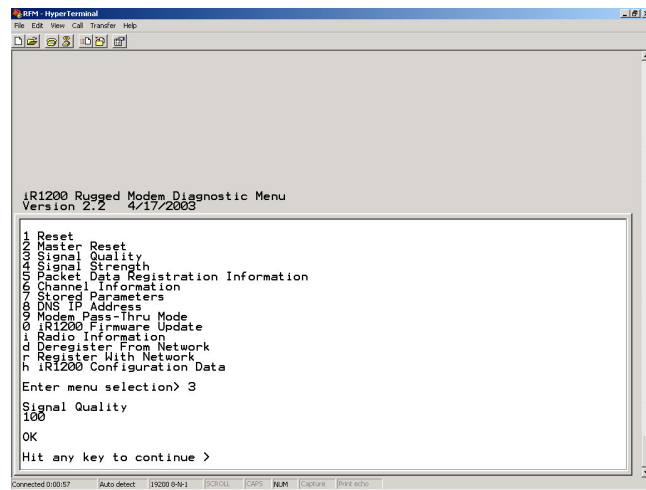 RFM - HyperTerminal
File Edit View Call Transfer Help
iR1200 Rugged Modem Diagnostic Menu
Version 2.2 4/17/2003
1 Reset
2 Master Reset
3 Signal Quality
4 Signal Strength
5 Packet Data Registration Information
6 Channel Information
7 Stored Parameters
8 DNS IP Address
9 Modem Pass-Thru Mode
0 iR1200 Firmware Update
i Radio Information
d Deregister From Network
r Register With Network
h iR1200 Configuration Data
Enter menu selection> 3
Signal Quality
100
OK
Hit any key to continue >
Connected 0:00:57 Auto detect 19200 8-N-1 SCROLL CAPS NUM Capture Print echo